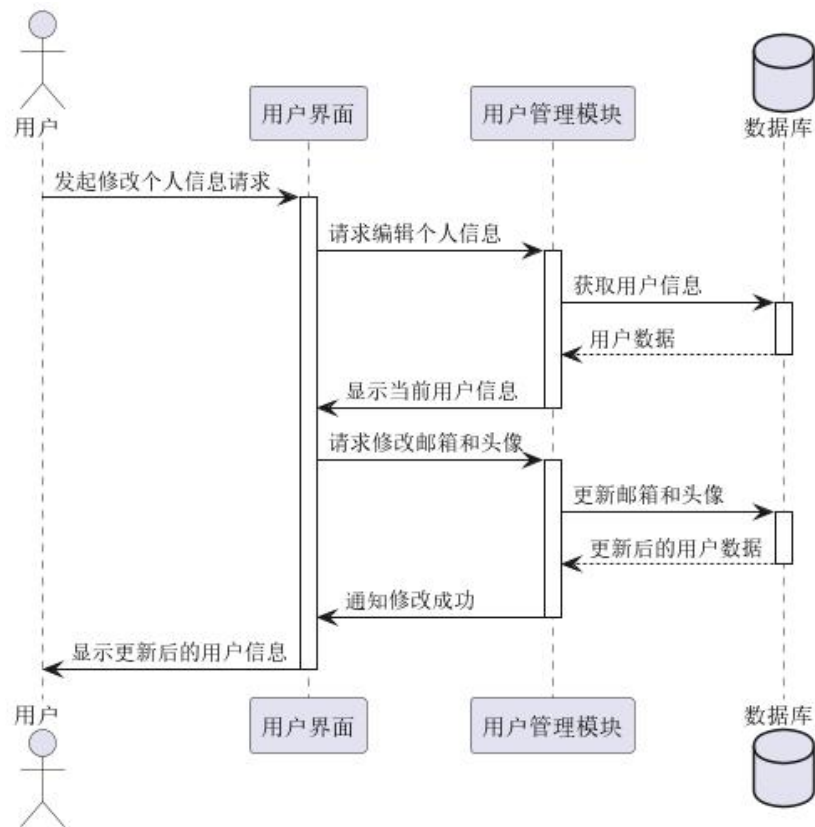 用户
用户界面
用户管理模块
数据库
发起修改个人信息请求
请求编辑个人信息
获取用户信息
用户数据
显示当前用户信息
请求修改邮箱和头像
更新邮箱和头像
更新后的用户数据
通知修改成功
显示更新后的用户信息
用户
用户界面
用户管理模块
数据库